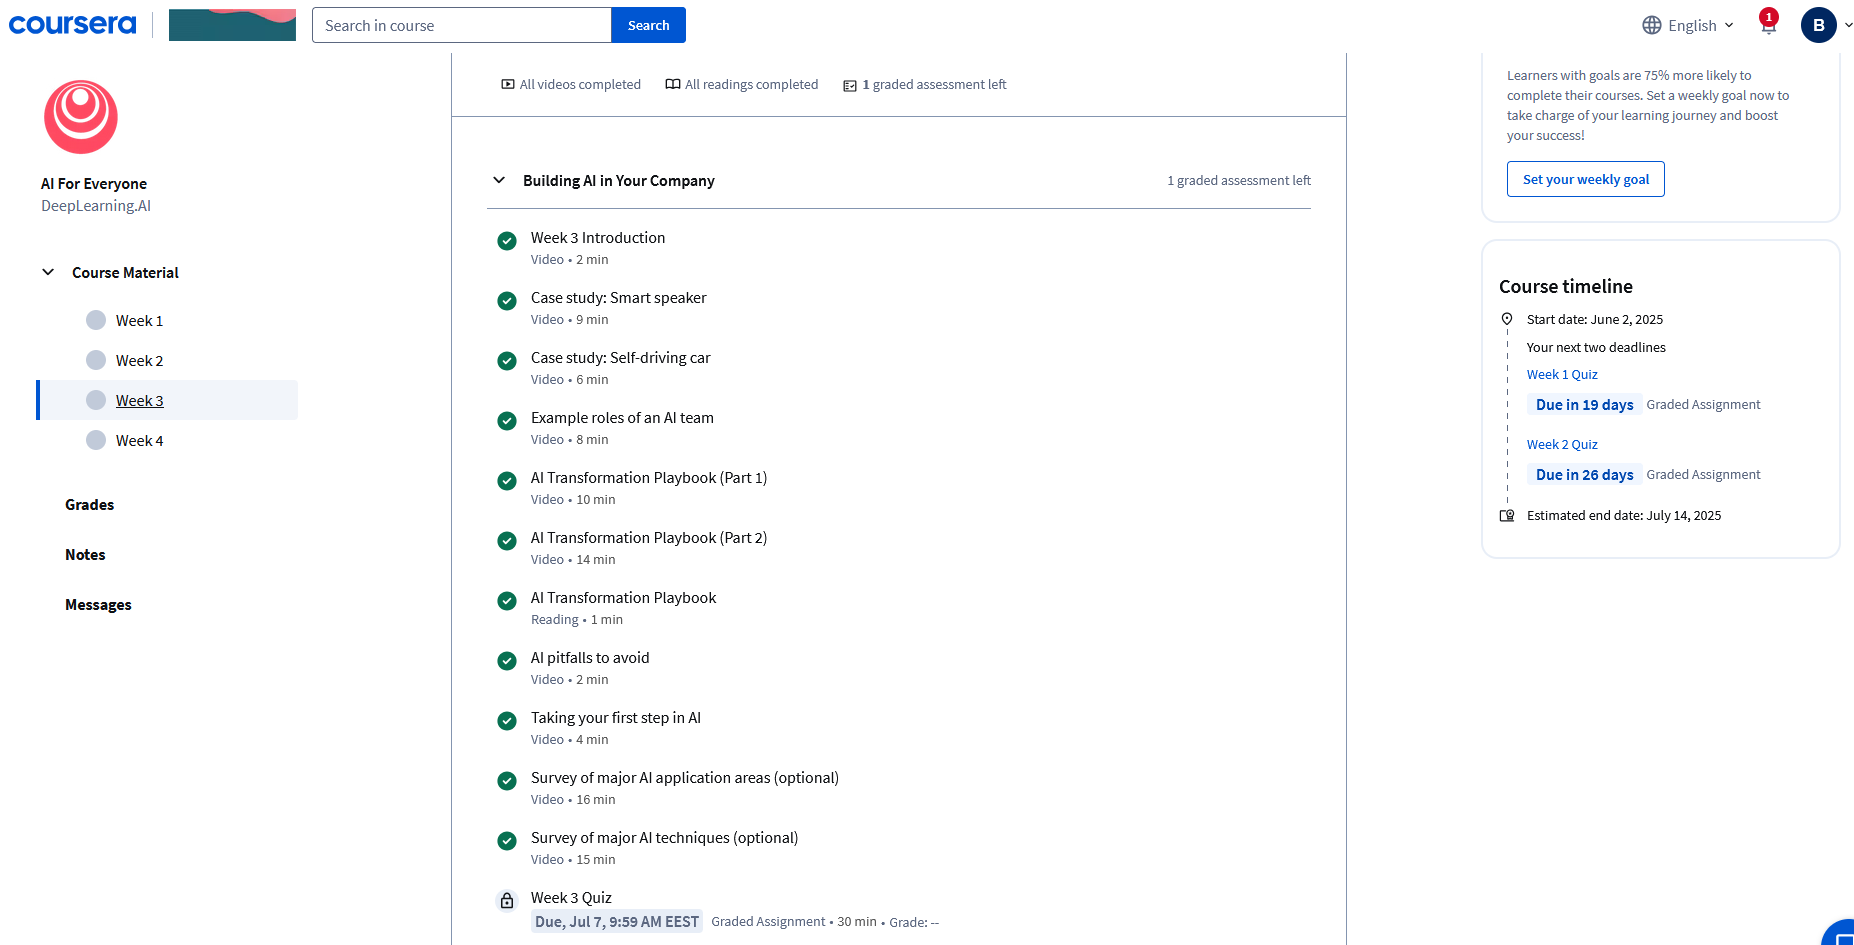 coursera
Search in course
Search
English
1
B
AI For Everyone
DeepLearning.AI
Course Material
Week 1
Week 2
Week 3
Week 4
Grades
Notes
Messages
All videos completed
All readings completed
1 graded assessment left
Building AI in Your Company
1 graded assessment left
Week 3 Introduction
Video • 2 min
Case study: Smart speaker
Video • 9 min
Case study: Self-driving car
Video • 6 min
Example roles of an AI team
Video • 8 min
AI Transformation Playbook (Part 1)
Video • 10 min
AI Transformation Playbook (Part 2)
Video • 14 min
AI Transformation Playbook
Reading • 1 min
AI pitfalls to avoid
Video • 2 min
Taking your first step in AI
Video • 4 min
Survey of major AI application areas (optional)
Video • 16 min
Survey of major AI techniques (optional)
Video • 15 min
Week 3 Quiz
Due, Jul 7, 9:59 AM EEST Graded Assignment • 30 min • Grade: --
Learners with goals are 75% more likely to
complete their courses. Set a weekly goal now to
take charge of your learning journey and boost
your success!
Set your weekly goal
Course timeline
Start date: June 2, 2025
Your next two deadlines
Week 1 Quiz
Due in 19 days Graded Assignment
Week 2 Quiz
Due in 26 days Graded Assignment
Estimated end date: July 14, 2025